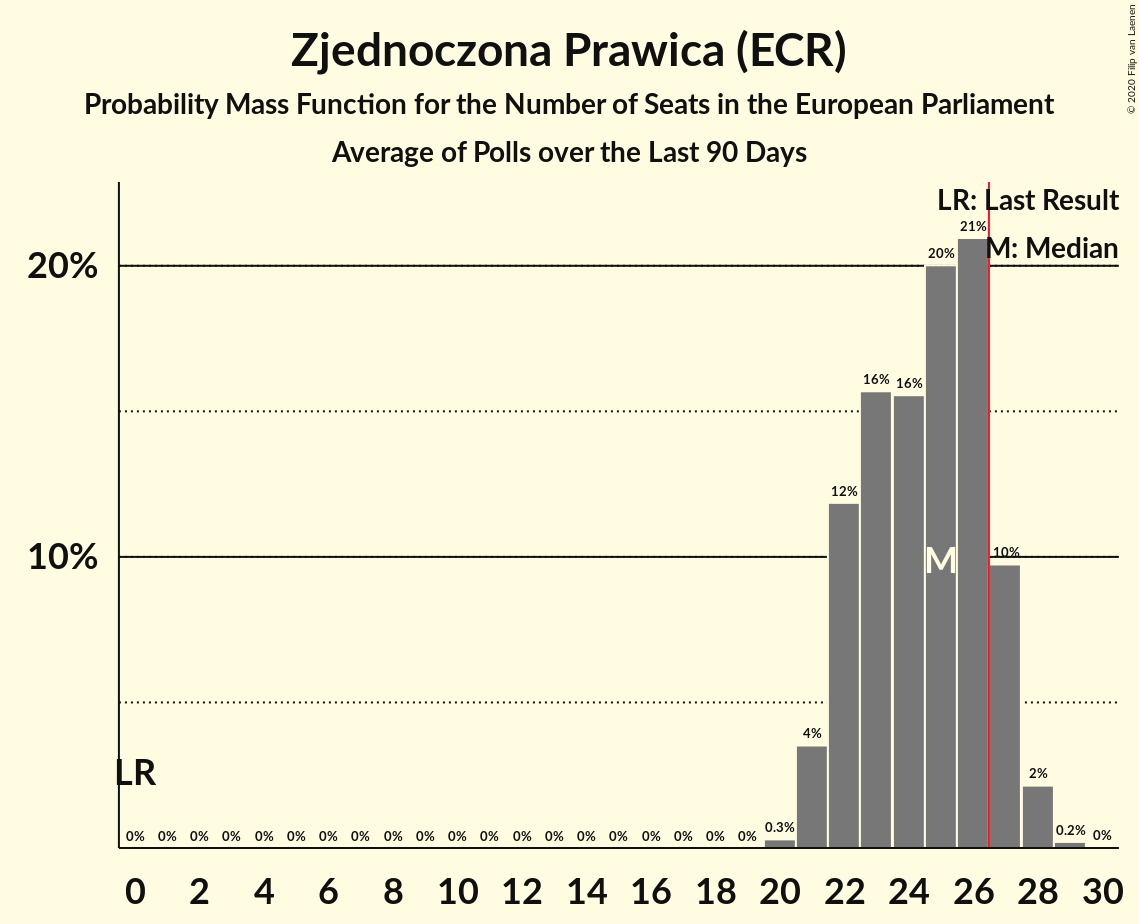 Zjednoczona Prawica (ECR)
Probability Mass Function for the Number of Seats in the European Parliament
Average of Polls over the Last 90 Days
© 2020 Filip van Laenen
LR: Last Result
M: Median
20%
10%
21%
20%
16%
16%
12%
10%
M
4%
LR
2%
0% 0% 0% 0% 0% 0% 0% 0% 0% 0% 0% 0% 0% 0% 0% 0% 0% 0% 0% 0% 0.3% 0.2% 0%
0 2 4 6 8 10 12 14 16 18 20 22 24 26 28 30